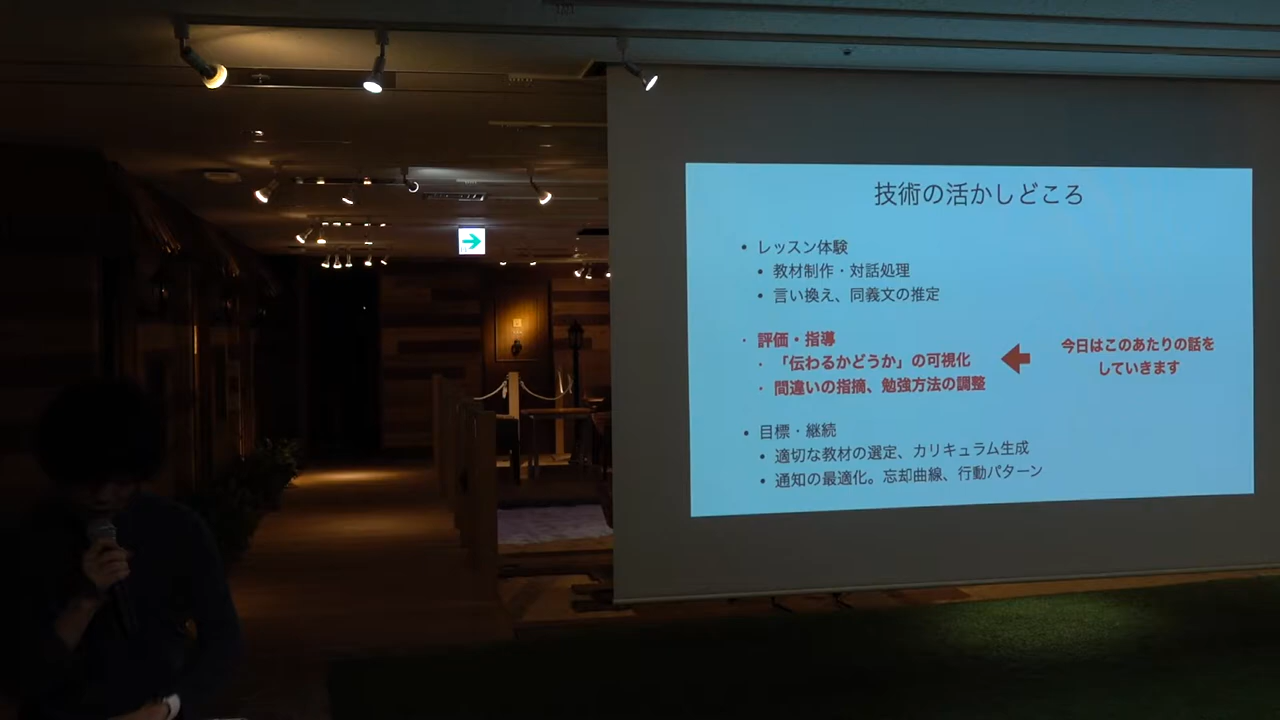 技術の活かしどころ
• レッスン体験
• 教材制作・対話処理
• 言い換え、同義文の推定
• 評価・指導
• 「伝わるかどうか」の可視化
• 間違いの指摘、勉強方法の調整
今日はこのあたりの話を
していきます
• 目標・継続
• 適切な教材の選定、カリキュラム生成
• 通知の最適化。忘却曲線、行動パターン